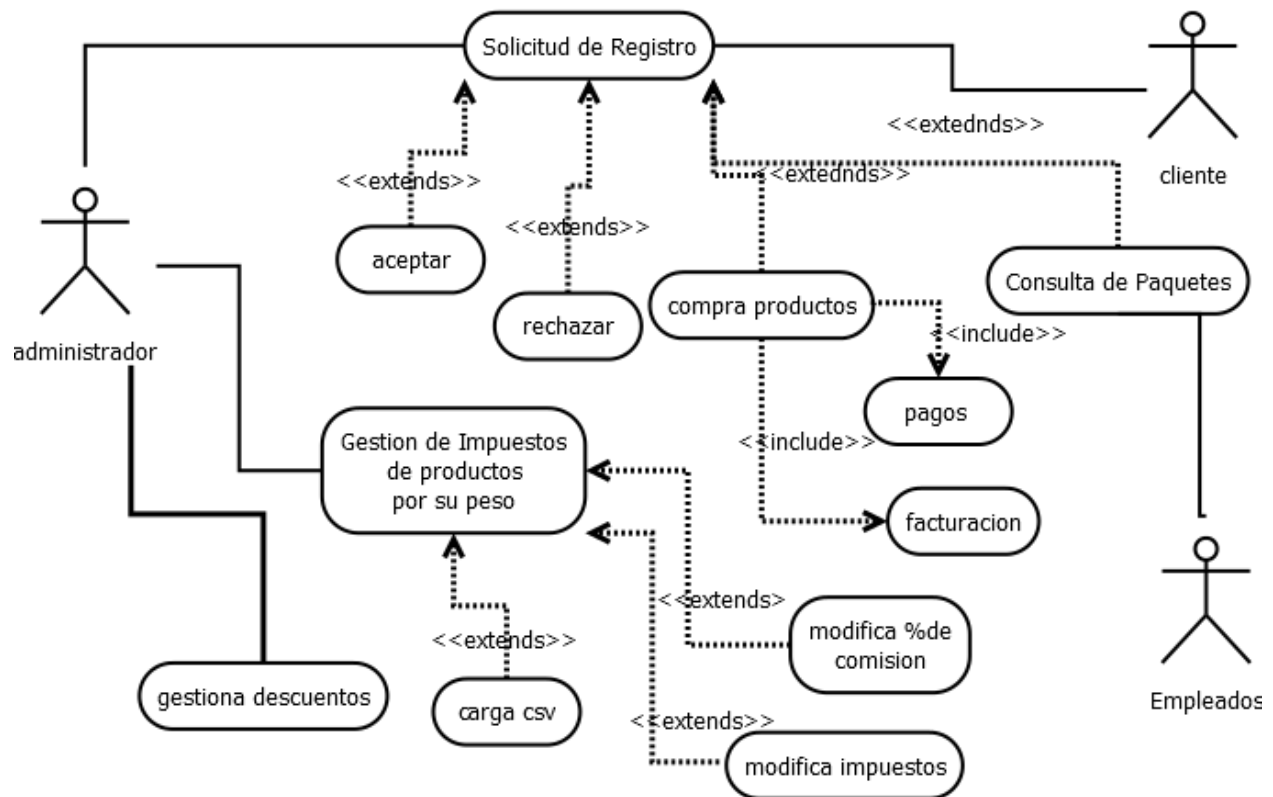 Solicitud de Registro
<<extednds>>
<<extends>>
<<extednds>>
cliente
<<extends>>
aceptar
Consulta de Paquetes
compra productos
rechazar
<<include>>
administrador
pagos
Gestion de Impuestos
de productos
por su peso
<<include>>
facturacion
<<extends>
modifica %de
comision
<<extends>>
gestiona descuentos
carga csv
<<extends>>
Empleados
modifica impuestos